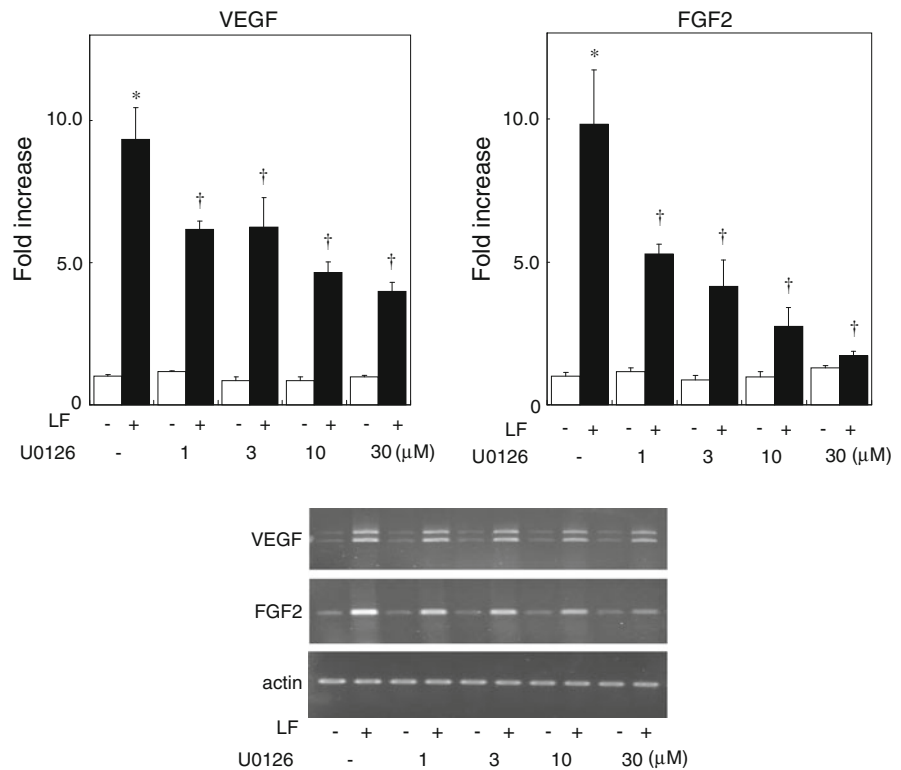 VEGF
Fold increase
10.0
5.0
0
*
†
†
†
†
LF - + - + - + - + - +
U0126 - 1 3 10 30 (μM)
FGF2
Fold increase
10.0
5.0
0
*
†
†
†
†
LF - + - + - + - + - +
U0126 - 1 3 10 30 (μM)
VEGF
FGF2
actin
LF - + - + - + - + - +
U0126 - 1 3 10 30 (μM)